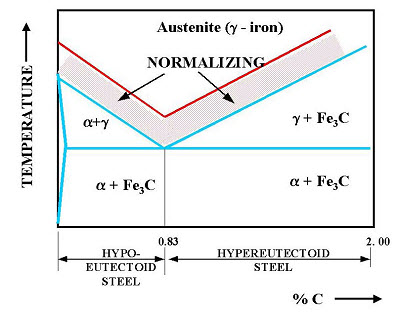 Austenite (γ - iron)
NORMALIZING
TEMPERATURE
α+γ
γ + Fe₃C
α + Fe₃C
α + Fe₃C
0.83
2. 00
HYPO-
EUTECTOID
STEEL
HYPEREUTECTOID
STEEL
% C